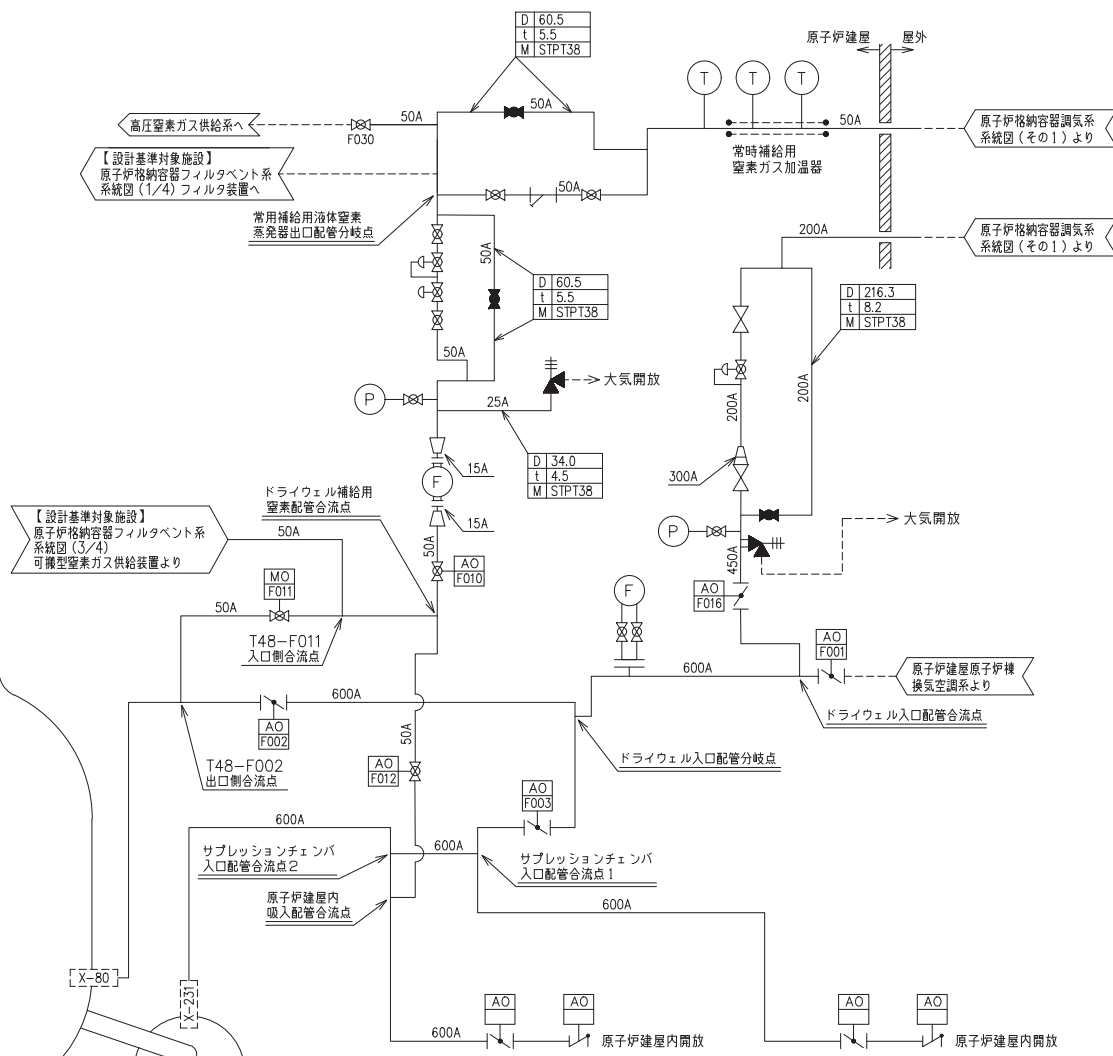 D 60.5
t 5.5
M STPT38
原子炉建屋
屋外
T
T
T
高圧窒素ガス供給系へ
F030
50A
50A
50A
原子炉格納容器調気系
系統図(その1)より
【設計基準対象施設】
原子炉格納容器フィルタベント系
系統図(1/4)フィルタ装置へ
常時補給用
窒素ガス加温器
50A
常用補給用液体窒素
蒸発器出口配管分岐点
200A
原子炉格納容器調気系
系統図(その1)より
50A
D 60.5
t 5.5
M STPT38
D 216.3
t 8.2
M STPT38
50A
大気開放
P
25A
200A
200A
D 34.0
t 4.5
M STPT38
15A
F
300A
ドライウェル補給用
窒素配管合流点
15A
【設計基準対象施設】
原子炉格納容器フィルタベント系
系統図(3/4)
可搬型窒素ガス供給装置より
50A
50A
AO
F010
P
大気開放
450A
MO
F011
50A
F
AO
F016
T48-F011
入口側合流点
AO
F001
600A
原子炉建屋原子炉棟
換気空調系より
600A
AO
F002
ドライウェル入口配管合流点
50A
T48-F002
出口側合流点
AO
F012
ドライウェル入口配管分岐点
AO
F003
600A
サプレッションチェンバ
入口配管合流点2
600A
サプレッションチェンバ
入口配管合流点1
原子炉建屋内
吸入配管合流点
600A
X-80
X-231
AO
AO
AO
AO
600A
原子炉建屋内開放
原子炉建屋内開放